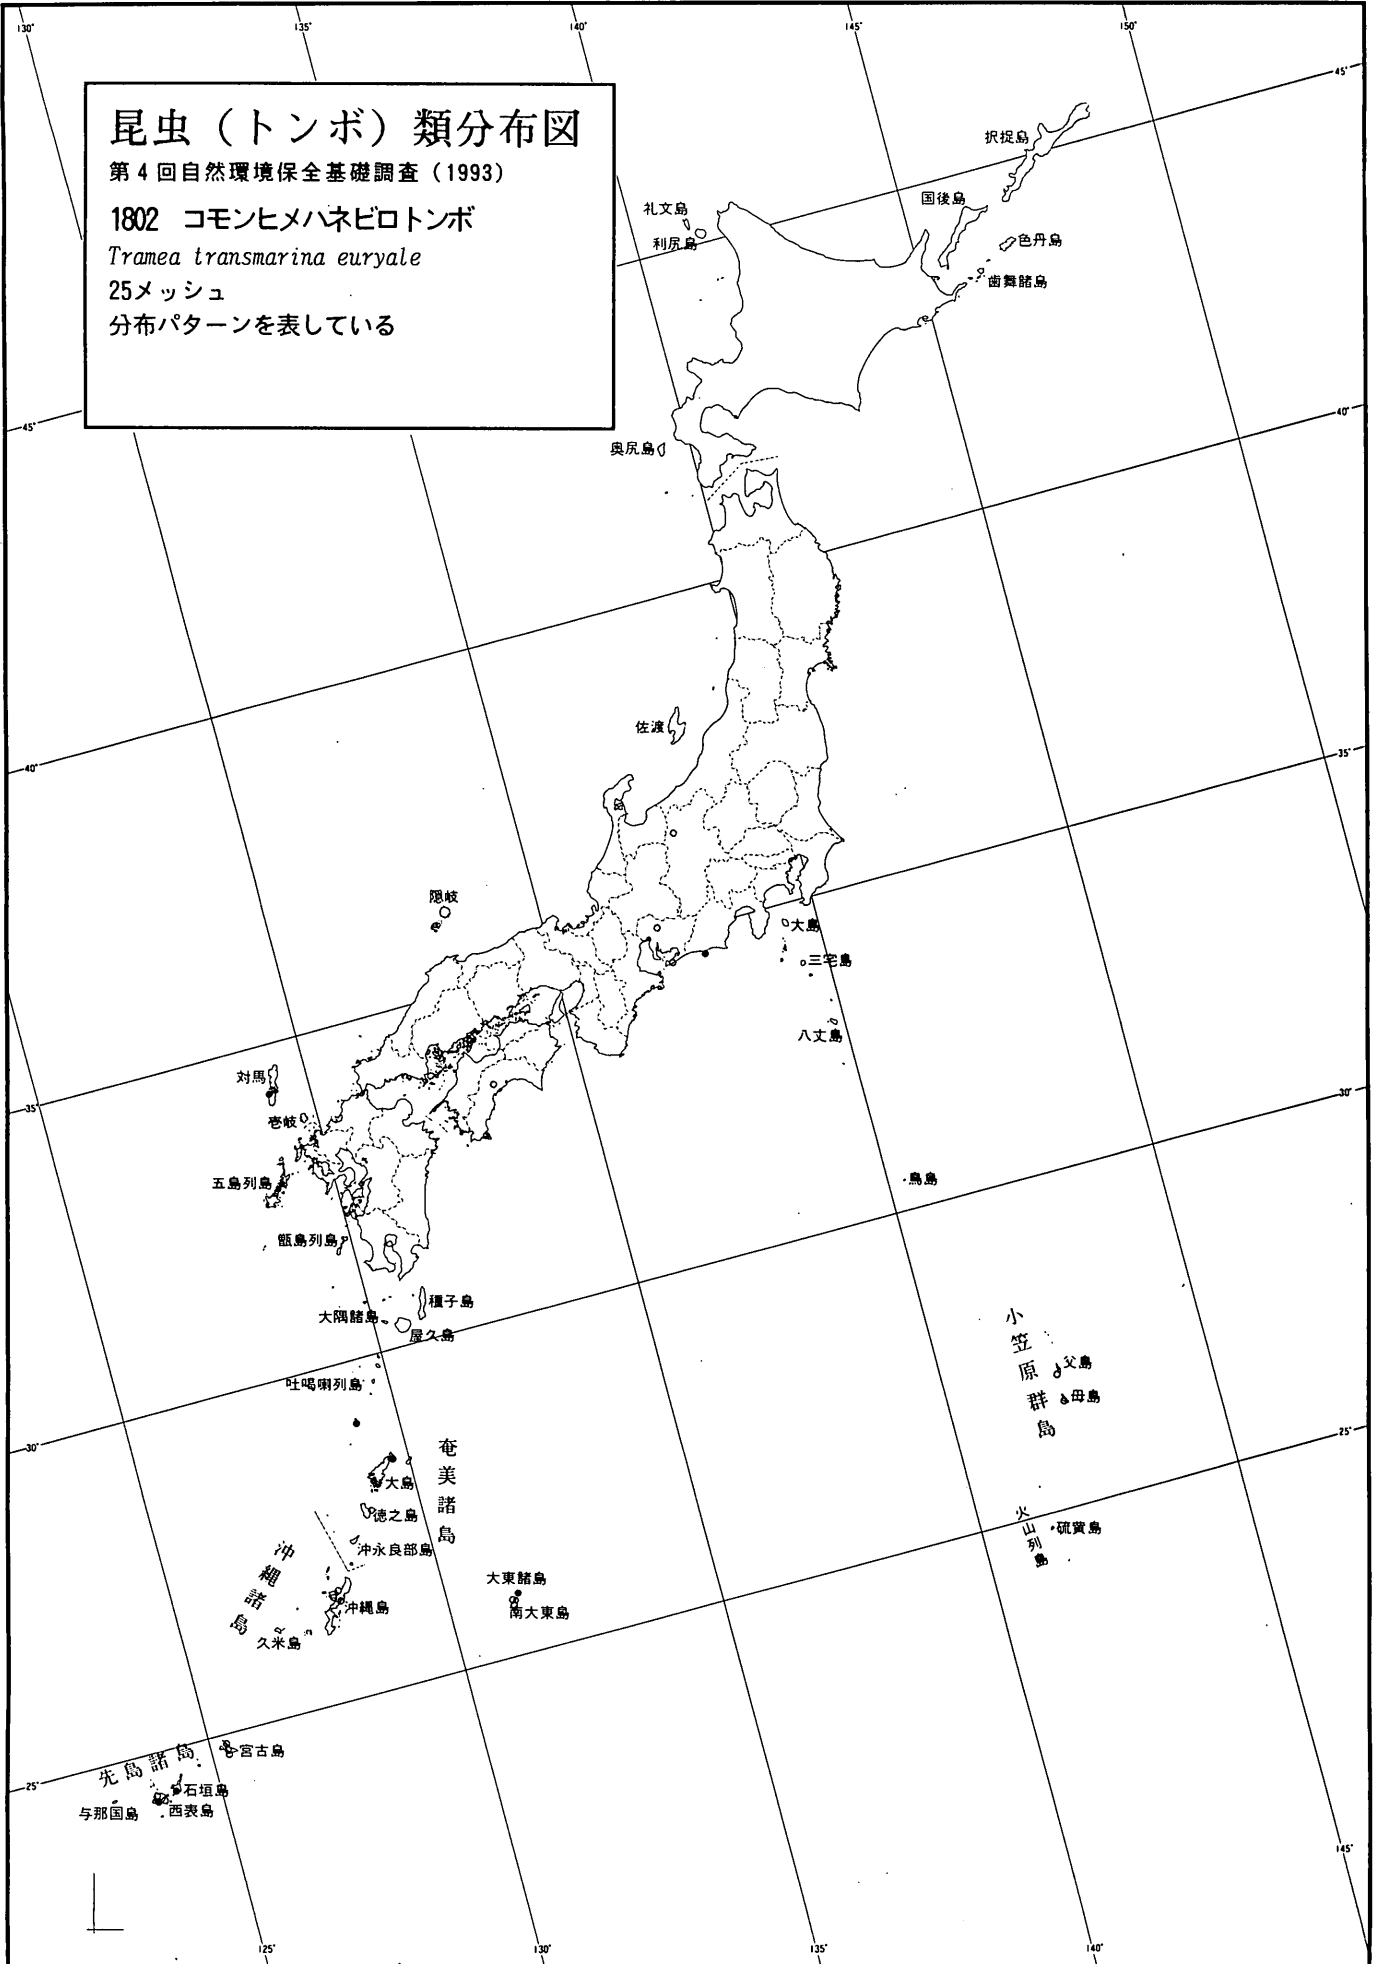 130°
135°
140°
145°
150°
昆虫（トンボ）類分布図
第4回自然環境保全基礎調査（1993）
1802 コモンヒメハネビロトンボ
Tramea transmarina euryale
25メッシュ
分布パターンを表している
45°
択捉島
国後島
礼文島
利尻島
色丹島
歯舞諸島
40°
45°
奥尻島
佐渡
35°
40°
隠岐
大島
三宅島
八丈島
対馬
30°
35°
壱岐
五島列島
鳥島
甑島列島
種子島
大隅諸島
屋久島
小笠原群島
父島
吐噶喇列島
母島
25°
30°
奄美諸島
大島
徳之島
火山列島
硫黄島
沖永良部島
沖縄諸島
大東諸島
沖縄島
南大東島
久米島
先島諸島
宮古島
25°
石垣島
与那国島
西表島
145°
125°
130°
135°
140°